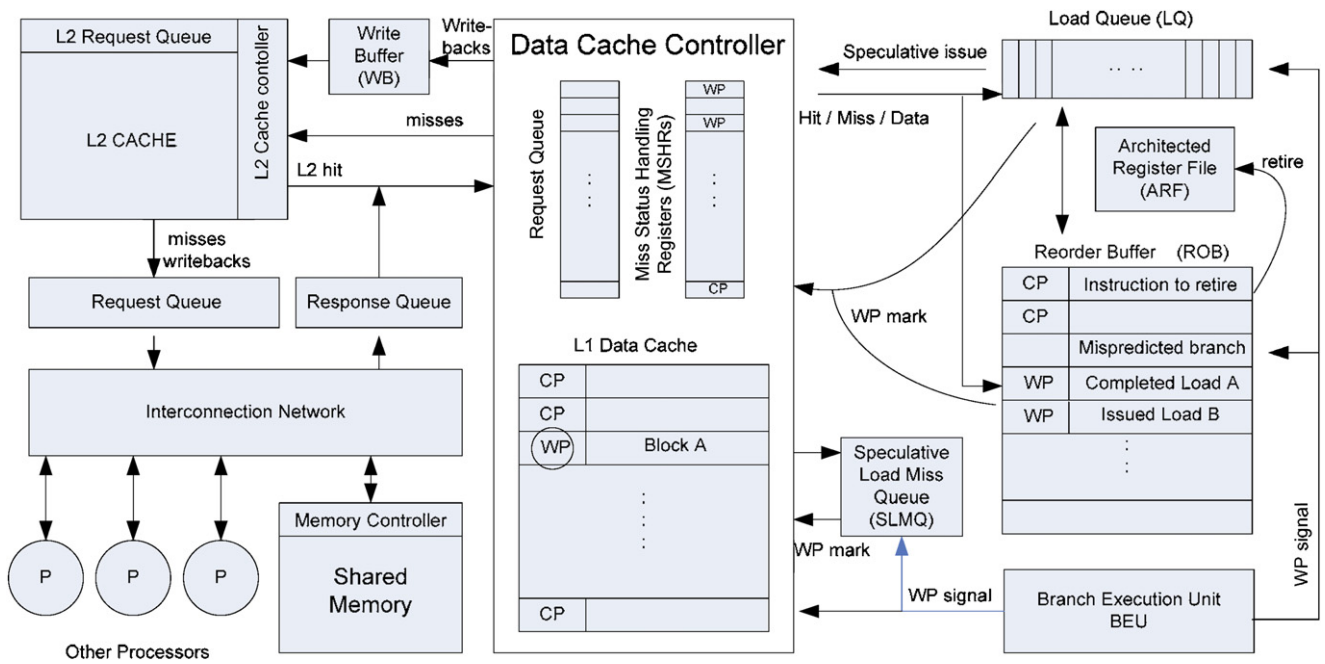 L2 Request Queue
L2 CACHE
L2 Cache contoller
Write
Buffer
(WB)
Write-
backs
misses
L2 hit
misses
writebacks
Request Queue
Response Queue
Interconnection Network
P
P
P
Other Processors
Memory Controller
Shared
Memory
Data Cache Controller
Request Queue
Miss Status Handling
Registers (MSHRs)
WP
WP
CP
L1 Data Cache
CP
CP
WP
Block A
CP
Load Queue (LQ)
Speculative issue
Hit / Miss / Data
Architected
Register File
(ARF)
retire
Reorder Buffer (ROB)
CP
Instruction to retire
CP
Mispredicted branch
WP
Completed Load A
WP
Issued Load B
WP mark
Speculative
Load Miss
Queue
(SLMQ)
WP mark
WP signal
Branch Execution Unit
BEU
WP signal